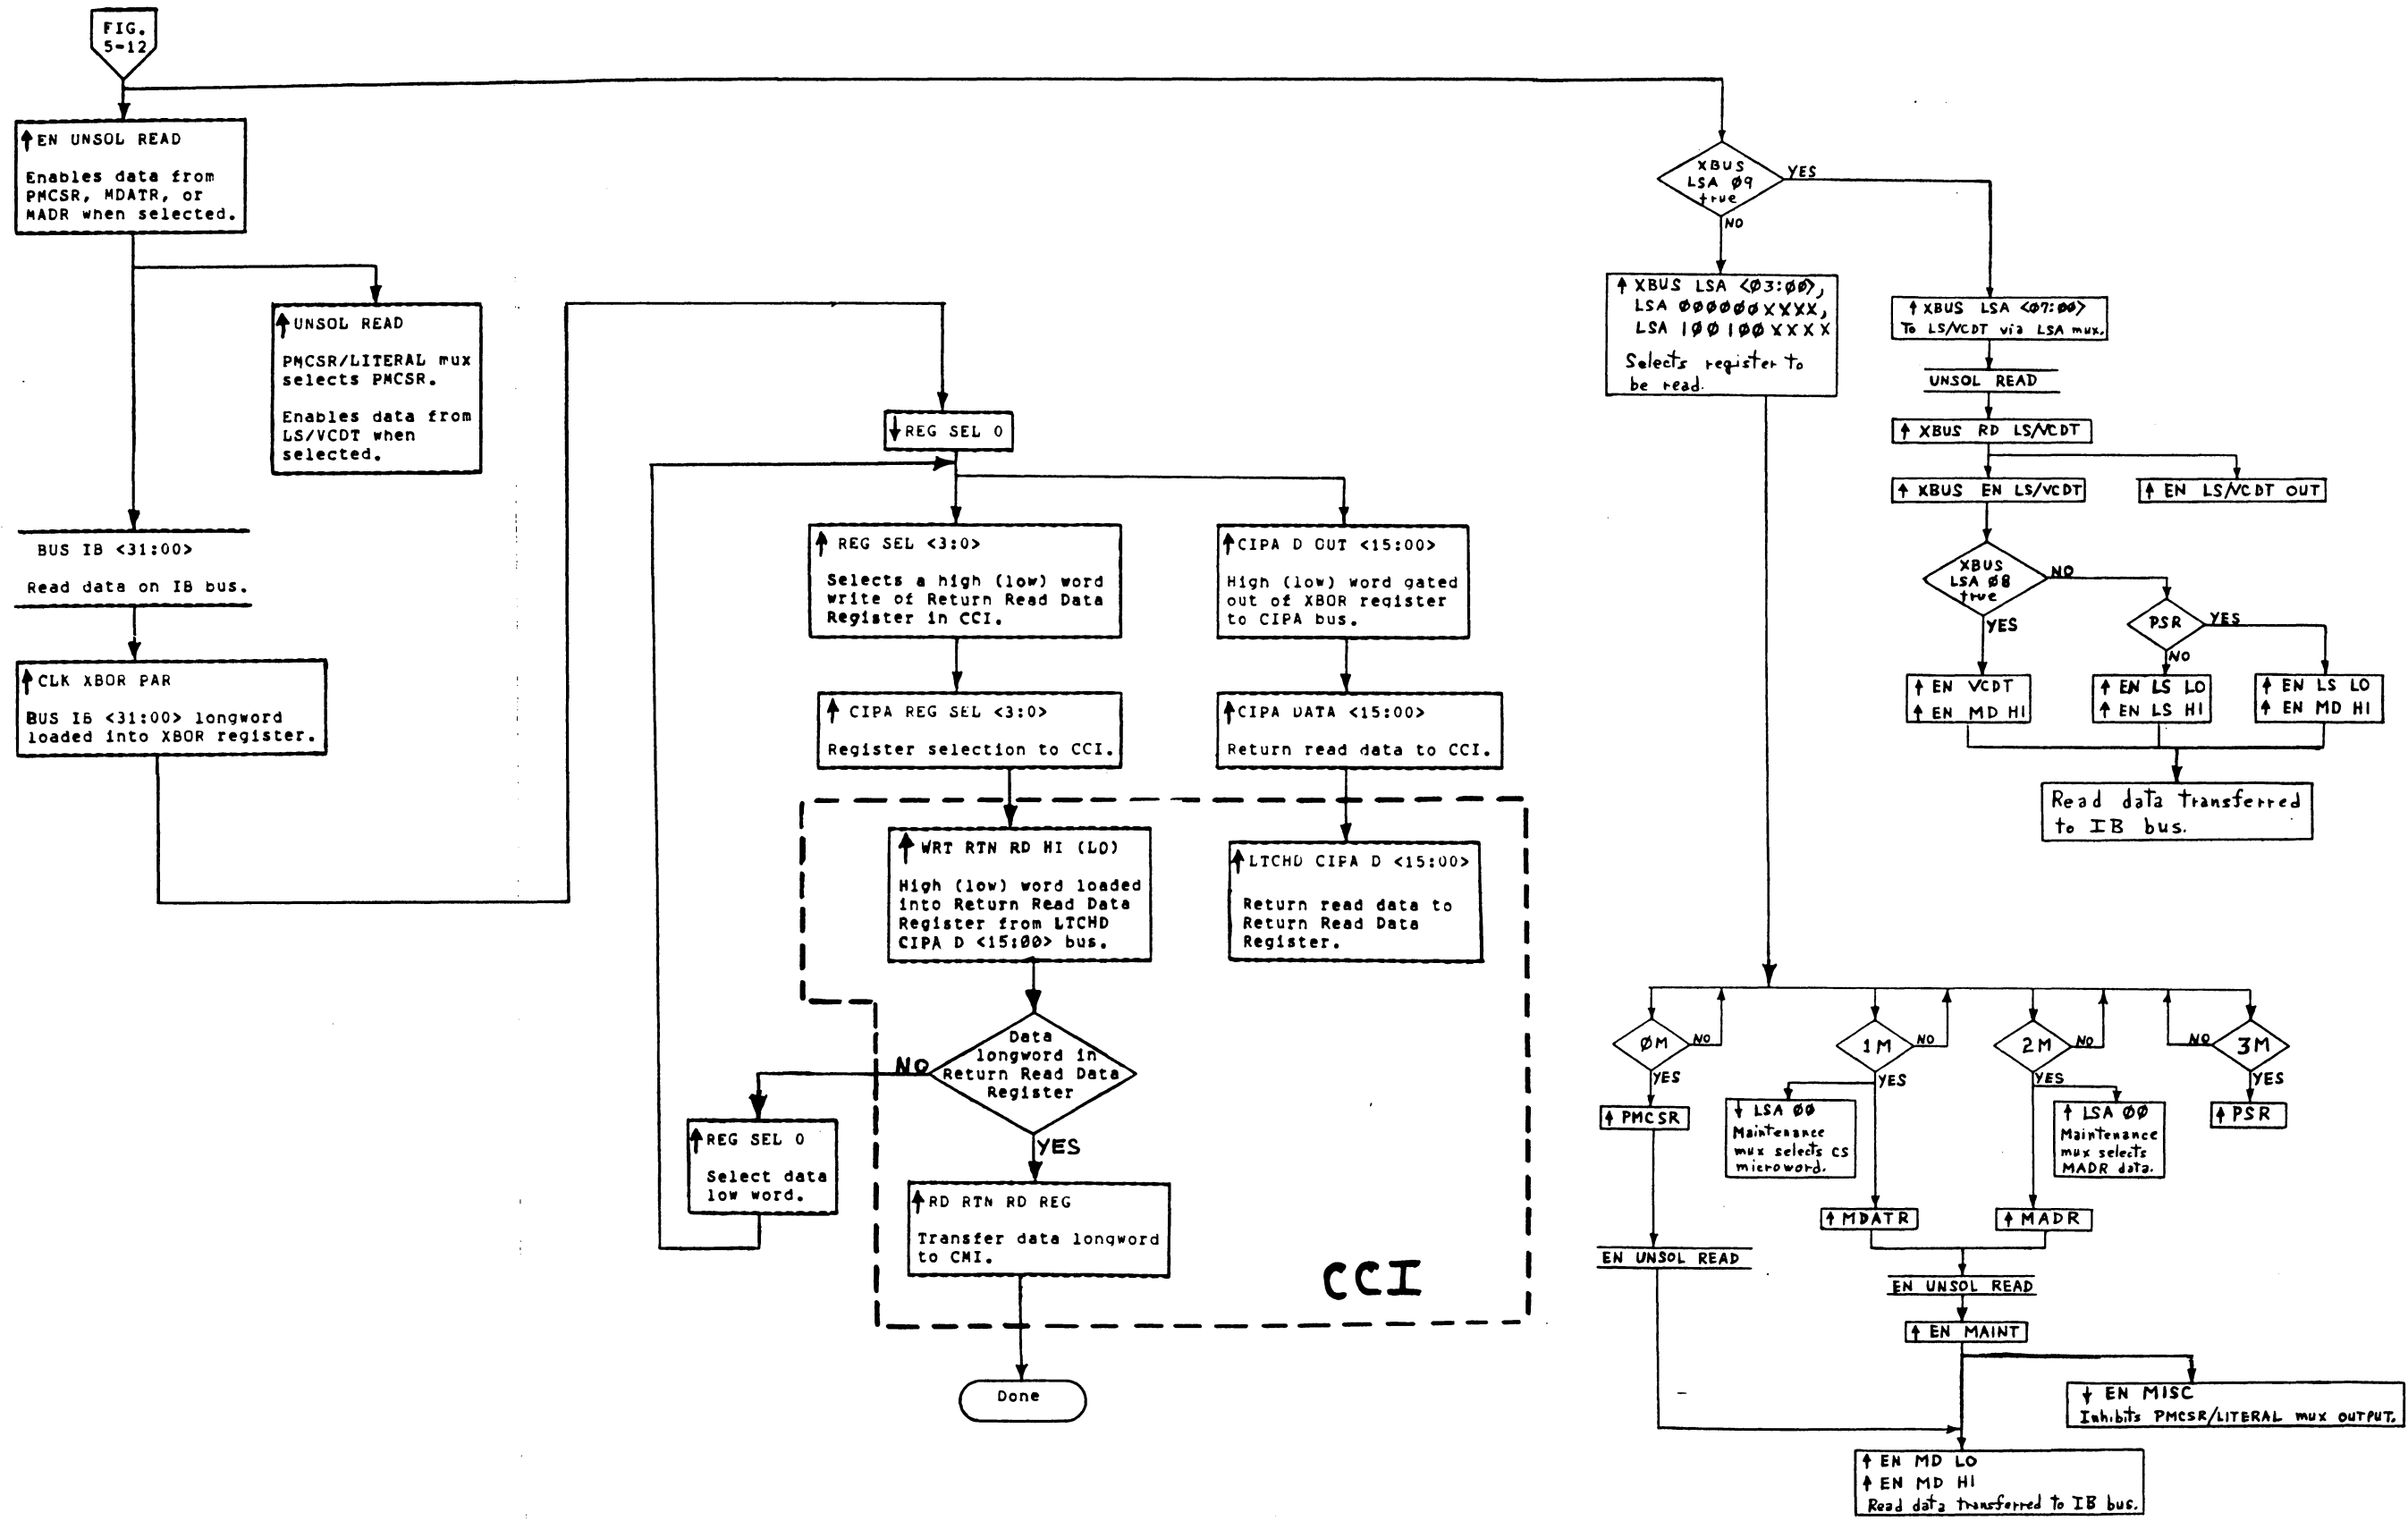 FIG.
5-12
↑EN UNSOL READ
Enables data from
PMCSR, MDATR, or
MADR when selected.
↑UNSOL READ
PMCSR/LITERAL mux
selects PMCSR.
Enables data from
LS/VCDT when
selected.
BUS IB <31:00>
Read data on IB bus.
↑CLK XBOR PAR
BUS IB <31:00> longword
loaded into XBOR register.
↓REG SEL 0
↑ REG SEL <3:0>
Selects a high (low) word
write of Return Read Data
Register in CCI.
↑CIPA D OUT <15:00>
High (low) word gated
out of XBOR register
to CIPA bus.
↑ CIPA REG SEL <3:0>
Register selection to CCI.
↑CIPA DATA <15:00>
Return read data to CCI.
↑ WRT RTN RD HI (LO)
High (low) word loaded
into Return Read Data
Register from LTCHD
CIPA D <15:00> bus.
↑LTCHD CIPA D <15:00>
Return read data to
Return Read Data
Register.
Data
longword in
Return Read Data
Register
NO
YES
↑REG SEL 0
Select data
low word.
↑RD RTN RD REG
Transfer data longword
to CMI.
CCI
Done
XBUS
LSA Ø9
true
YES
NO
↑ XBUS LSA <Ø3:ØØ>,
LSA ØØØØØØXXXX,
LSA 1ØØ1ØØXXXX
Selects register to
be read.
↑ XBUS LSA <Ø7:ØØ>
To LS/VCDT via LSA mux.
UNSOL READ
↑ XBUS RD LS/VCDT
↑ XBUS EN LS/VCDT
↑ EN LS/VCDT OUT
XBUS
LSA Ø8
true
NO
YES
PSR
YES
NO
↑ EN VCDT
↑ EN MD HI
↑ EN LS LO
↑ EN LS HI
↑ EN LS LO
↑ EN MD HI
Read data transferred
to IB bus.
ØM
NO
YES
1M
NO
YES
2M
NO
YES
3M
NO
YES
↑ PMCSR
↓ LSA ØØ
Maintenance
mux selects CS
microword.
↑ LSA ØØ
Maintenance
mux selects
MADR data.
↑ PSR
↑ MDATR
↑ MADR
EN UNSOL READ
EN UNSOL READ
↑ EN MAINT
↓ EN MISC
Inhibits PMCSR/LITERAL mux OUTPUT.
↑ EN MD LO
↑ EN MD HI
Read data transferred to IB bus.